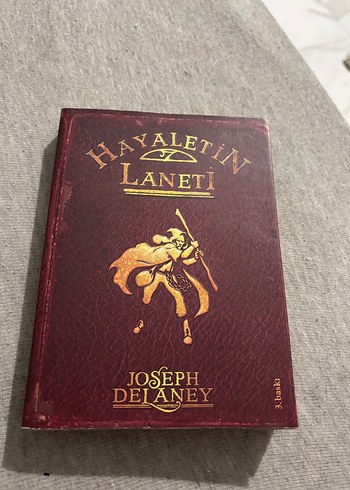 HAYALETİN
LANETİ
JOSEPH
DELANEY
3. baskı